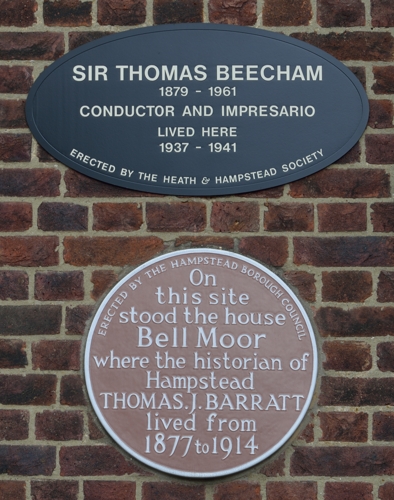 SIR THOMAS BEECHAM
1879 - 1961
CONDUCTOR AND IMPRESARIO
LIVED HERE
1937 - 1941
ERECTED BY THE HEATH & HAMPSTEAD SOCIETY
ERECTED BY THE HAMPSTEAD BOROUGH COUNCIL
On
this site
stood the house
Bell Moor
where the historian of
Hampstead
THOMAS.J.BARRATT
lived from
1877 to 1914